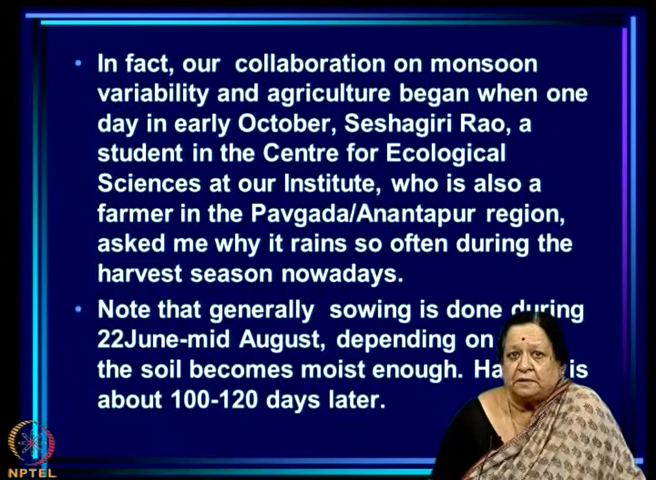 In fact, our collaboration on monsoon
variability and agriculture began when one
day in early October, Seshagiri Rao, a
student in the Centre for Ecological
Sciences at our Institute, who is also a
farmer in the Pavgada/Anantapur region,
asked me why it rains so often during the
harvest season nowadays.
Note that generally sowing is done during
22June-mid August, depending on
the soil becomes moist enough. Ha is
about 100-120 days later.
NPTEL